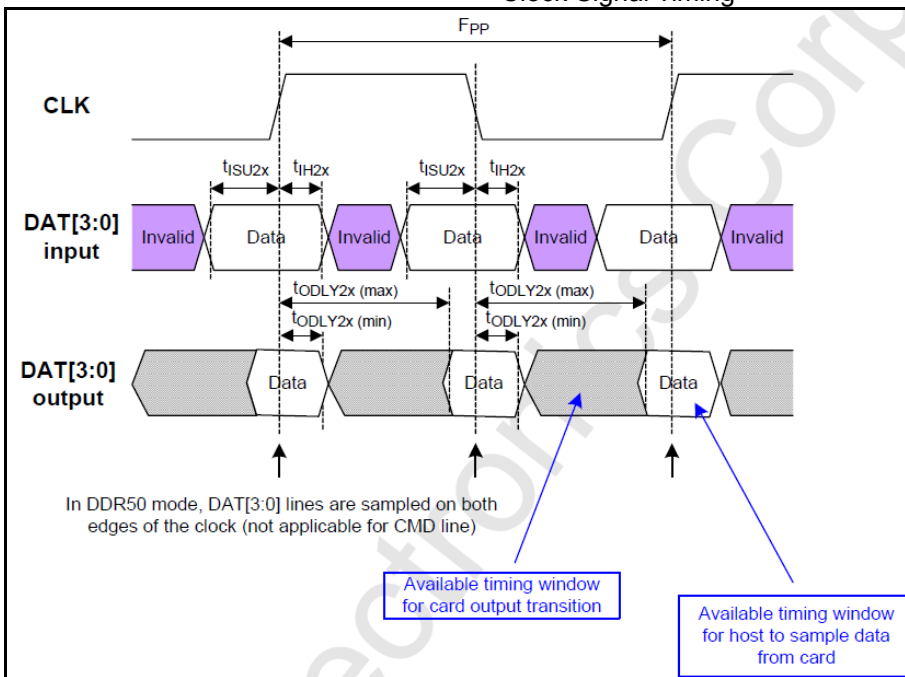 Clock Signal Timing
FPP
CLK
tISU2x tIH2x tISU2x tIH2x
DAT[3:0]
input
Invalid Data Invalid Data Invalid Data Invalid
tODLY2x (max) tODLY2x (max)
tODLY2x (min) tODLY2x (min)
DAT[3:0]
output
Data Data Data
In DDR50 mode, DAT[3:0] lines are sampled on both
edges of the clock (not applicable for CMD line)
Available timing window
for card output transition
Available timing window
for host to sample data
from card
ectronics Corp